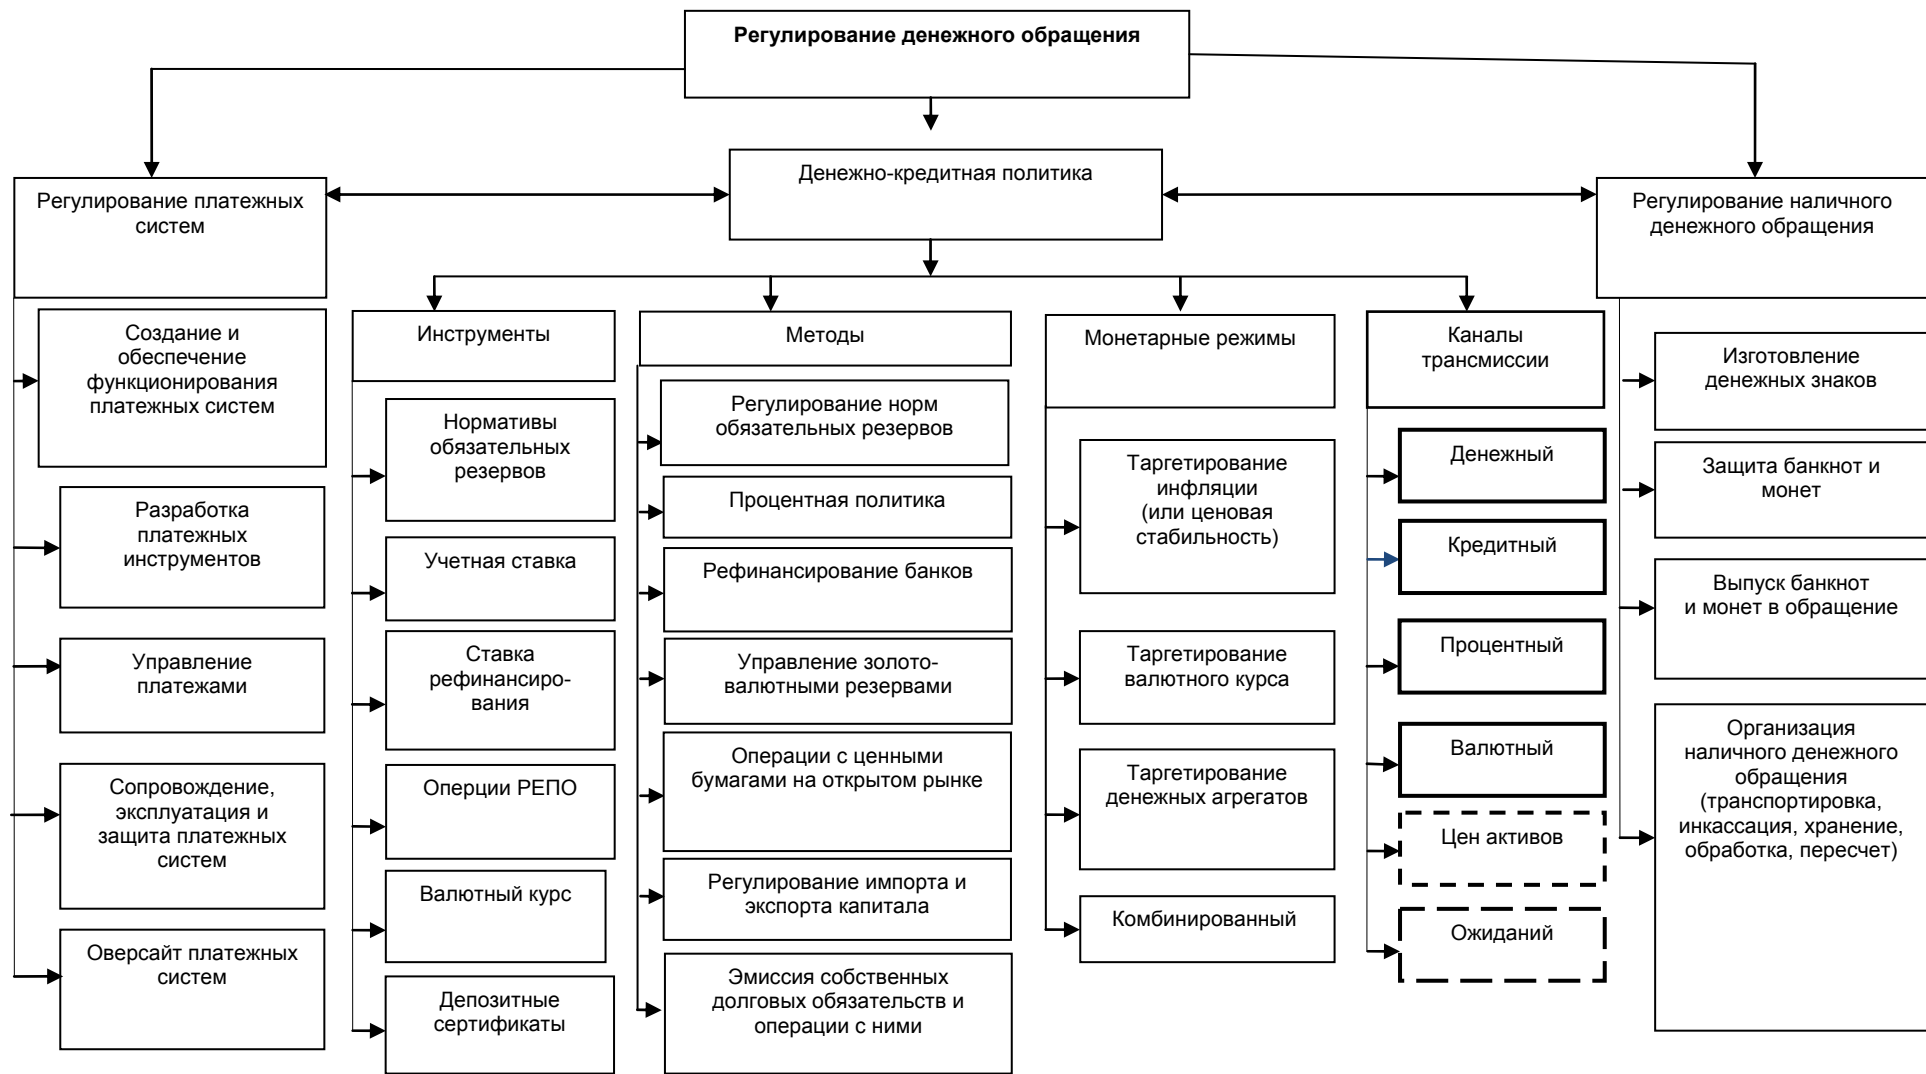 Регулирование денежного обращения
Денежно-кредитная политика
Регулирование платежных
систем
Регулирование наличного
денежного обращения
Создание и
обеспечение
функционирования
платежных систем
Разработка
платежных
инструментов
Управление
платежами
Сопровождение,
эксплуатация и
защита платежных
систем
Оверсайт платежных
систем
Инструменты
Нормативы
обязательных
резервов
Учетная ставка
Ставка
рефинансиро-
вания
Оперции РЕПО
Валютный курс
Депозитные
сертификаты
Методы
Регулирование норм
обязательных резервов
Процентная политика
Рефинансирование банков
Управление золото-
валютными резервами
Операции с ценными
бумагами на открытом рынке
Регулирование импорта и
экспорта капитала
Эмиссия собственных
долговых обязательств и
операции с ними
Монетарные режимы
Таргетирование
инфляции
(или ценовая
стабильность)
Таргетирование
валютного курса
Таргетирование
денежных агрегатов
Комбинированный
Каналы
трансмиссии
Денежный
Кредитный
Процентный
Валютный
Цен активов
Ожиданий
Изготовление
денежных знаков
Защита банкнот и
монет
Выпуск банкнот
и монет в обращение
Организация
наличного денежного
обращения
(транспортировка,
инкассация, хранение,
обработка, пересчет)